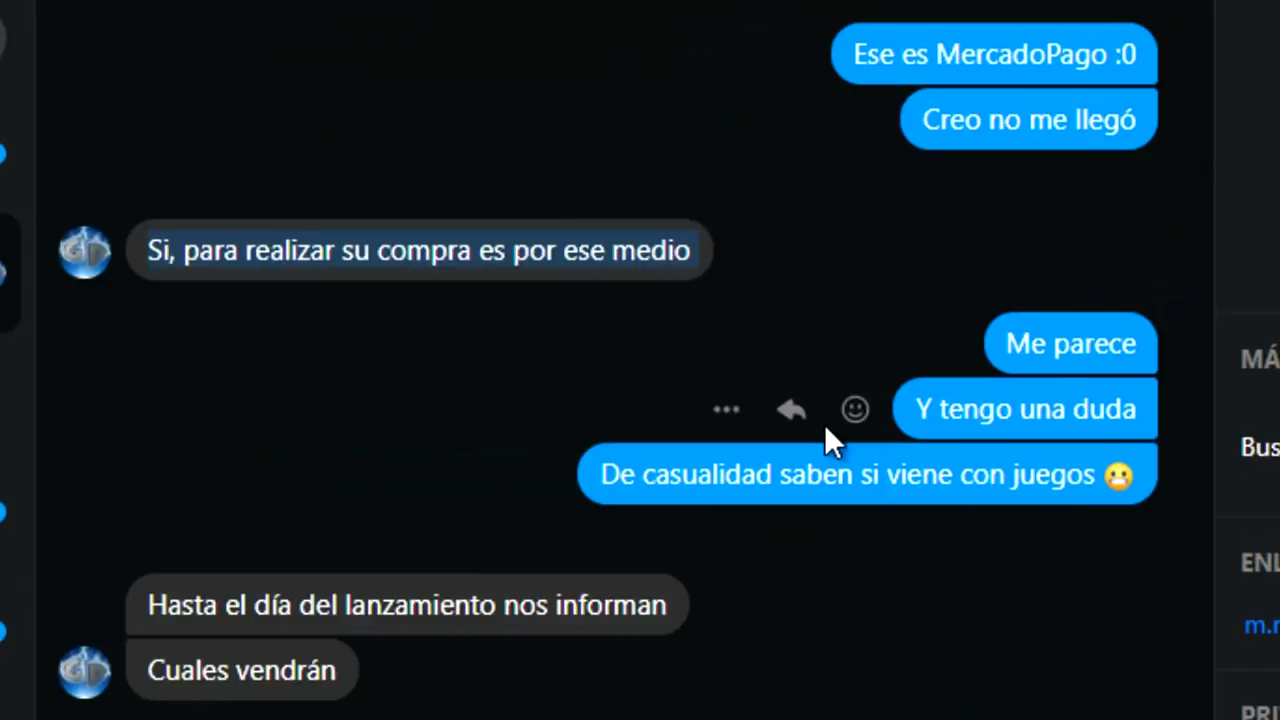 Ese es MercadoPago :0
Creo no me llegó
Si, para realizar su compra es por ese medio
Me parece
MÁ
Y tengo una duda
Bus
De casualidad saben si viene con juegos 😬
ENL
Hasta el día del lanzamiento nos informan
m.r
Cuales vendrán
PRI